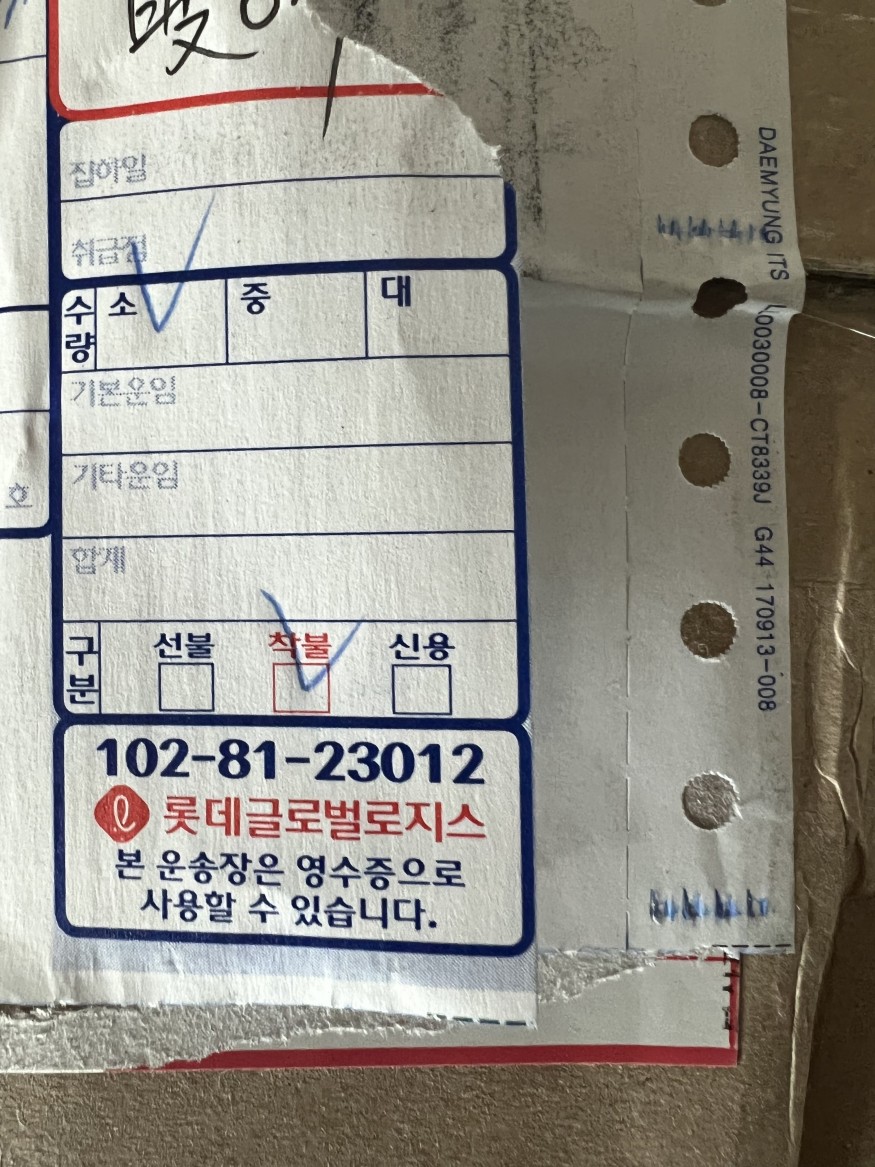 집하일
취급점
수량 소 중 대
기본운임
기타운임
합계
호
구분 선불 착불 신용
102-81-23012
롯데글로벌로지스
본 운송장은 영수증으로
사용할 수 있습니다.
DAEMYUNG ITS 0030008-CT8339J G44 170913-008